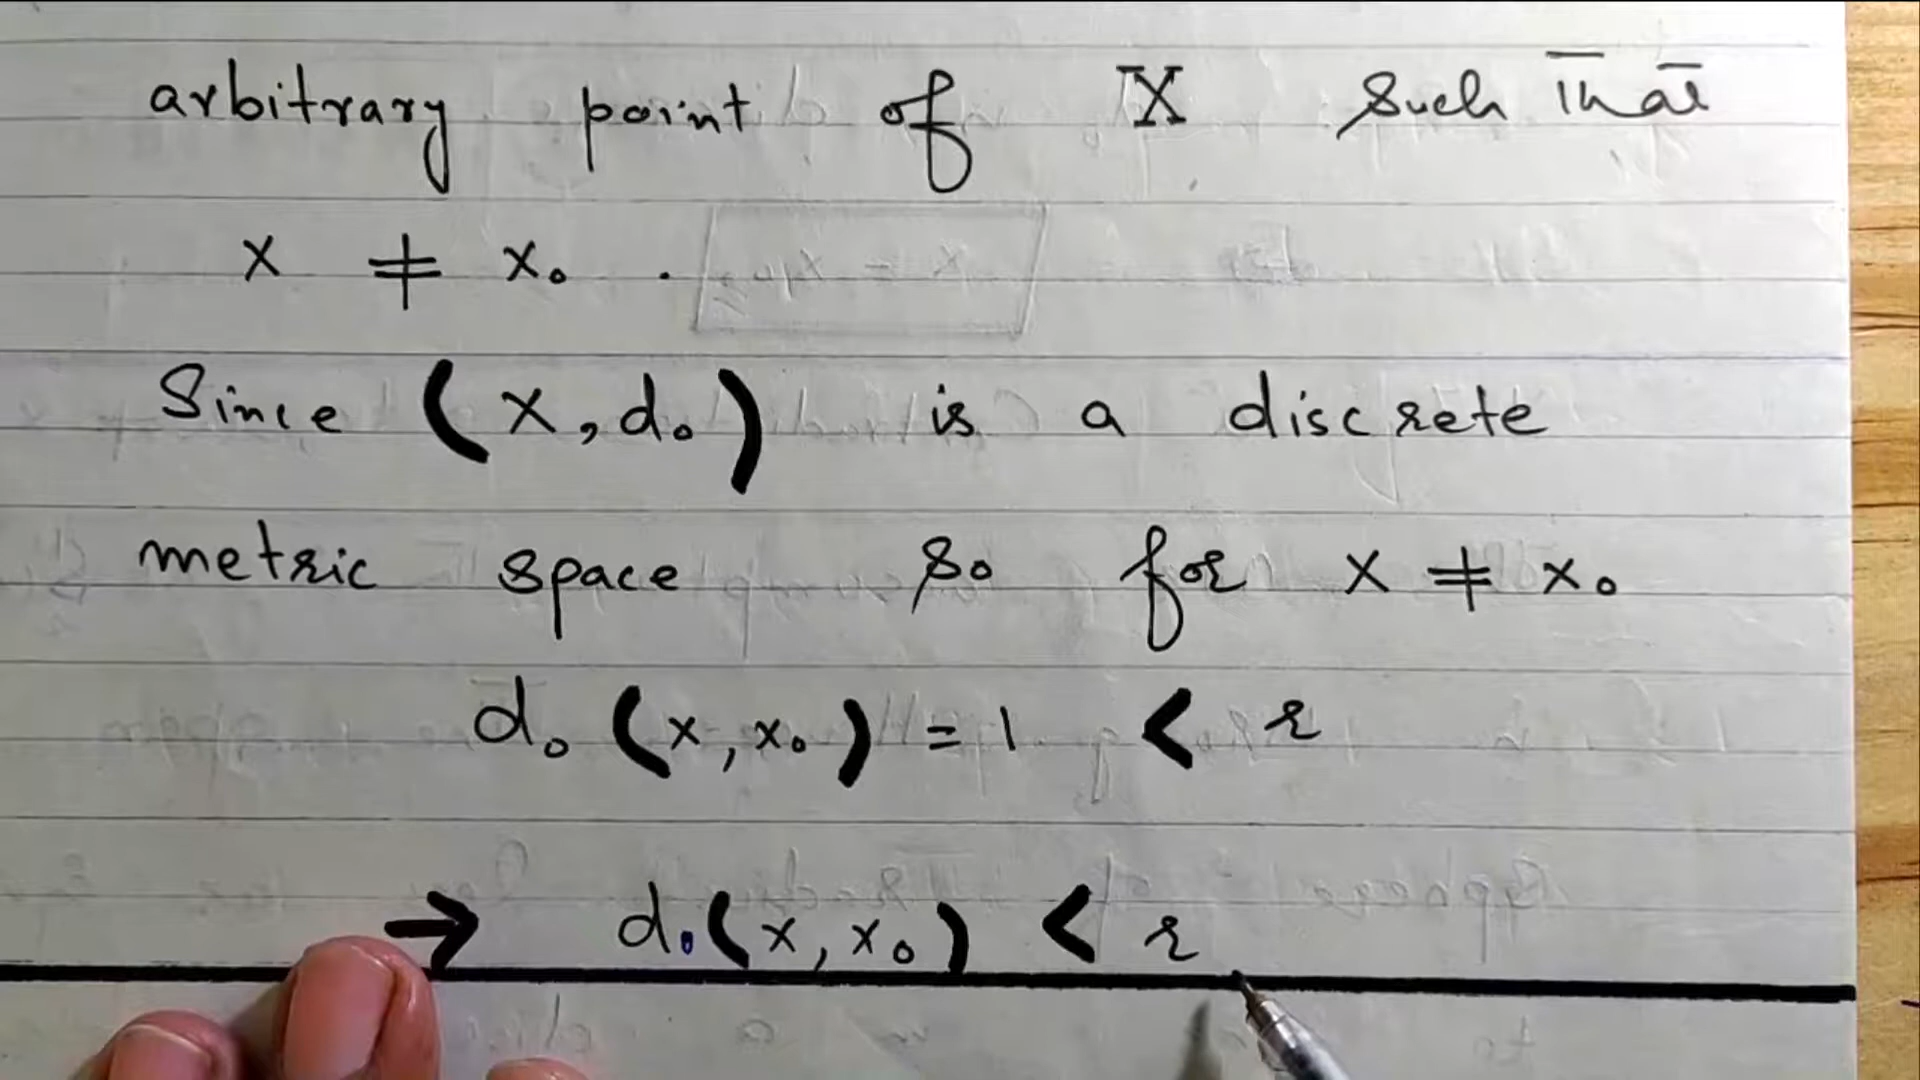 arbitrary point of X such that
x ≠ x₀ .
Since (X, d₀) is a discrete
metric space so for x ≠ x₀
d₀ (x, x₀) = 1 < r
→ d₀(x, x₀) < r